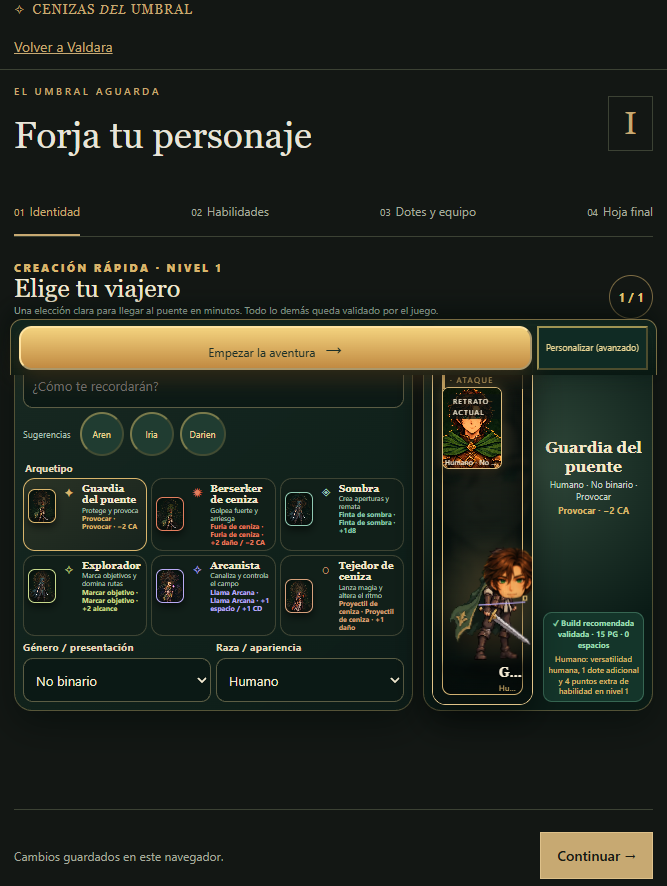 ✧ CENIZAS DEL UMBRAL
Volver a Valdara
EL UMBRAL AGUARDA
Forja tu personaje
I
01 Identidad
02 Habilidades
03 Dotes y equipo
04 Hoja final
CREACIÓN RÁPIDA · NIVEL 1
Elige tu viajero
Una elección clara para llegar al puente en minutos. Todo lo demás queda validado por el juego.
1 / 1
Empezar la aventura →
Personalizar (avanzado)
¿Cómo te recordarán?
Sugerencias
Aren
Iria
Darien
Arquetipo
Guardia
del puente
Protege y provoca
Provocar ·
Provocar · −2 CA
Berserker
de ceniza
Golpea fuerte y
arriesga
Furia de ceniza ·
Furia de ceniza ·
+2 daño / −2 CA
Sombra
Crea aperturas y
remata
Finta de sombra ·
Finta de sombra ·
+1d8
Explorador
Marca objetivos y
domina rutas
Marcar objetivo ·
Marcar objetivo ·
+2 alcance
Arcanista
Canaliza y controla
el campo
Llama Arcana ·
Llama Arcana · +1
espacio / +1 CD
Tejedor de
ceniza
Lanza magia y
altera el ritmo
Proyectil de
ceniza · Proyectil
de ceniza · +1
daño
Género / presentación
No binario
Raza / apariencia
Humano
· ATAQUE
RETRATO
ACTUAL
Humano · No ...
G...
Hu...
Guardia del
puente
Humano · No binario ·
Provocar
Provocar · −2 CA
✓ Build recomendada
validada · 15 PG · 0
espacios
Humano: versatilidad
humana, 1 dote adicional
y 4 puntos extra de
habilidad en nivel 1
Cambios guardados en este navegador.
Continuar →